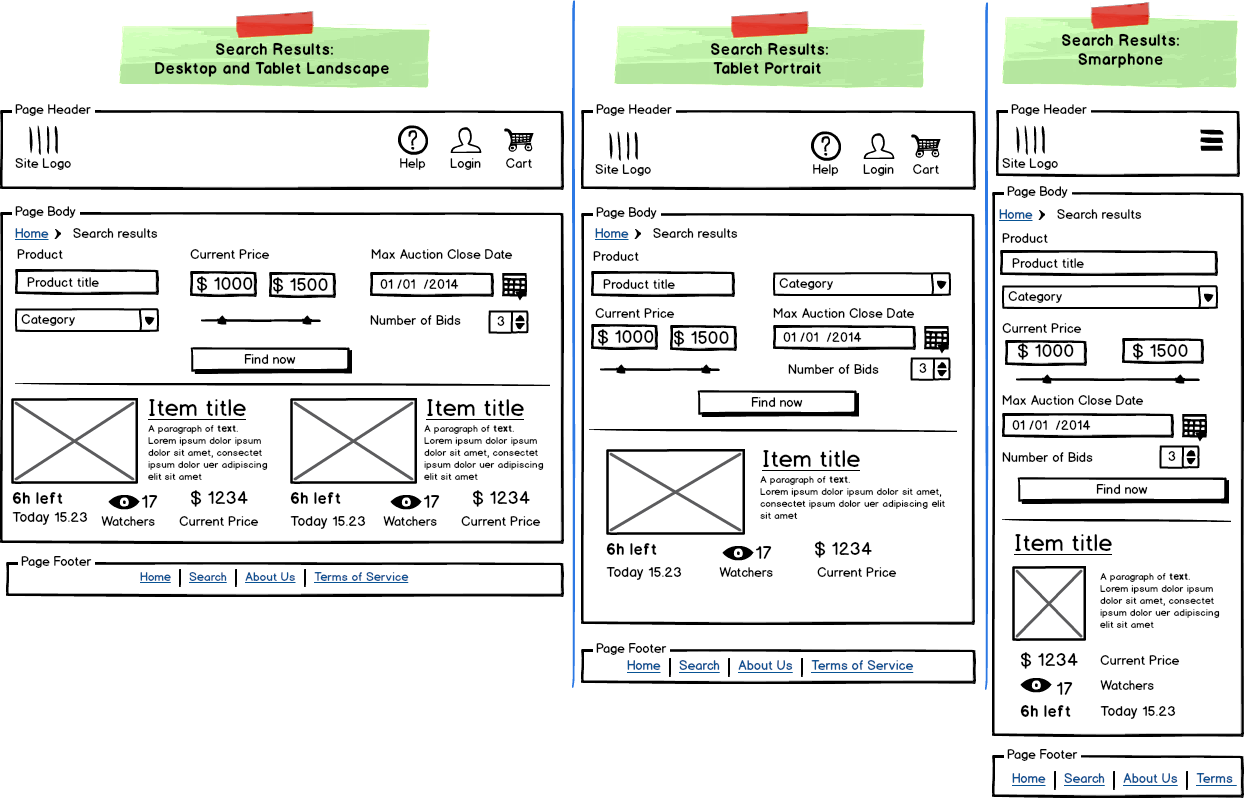 Search Results:
Desktop and Tablet Landscape
Page Header
Site Logo
Help Login Cart
Page Body
Home Search results
Product Current Price Max Auction Close Date
Product title $ 1000 $ 1500 01/01 /2014
Category Number of Bids 3
Find now
Item title
A paragraph of text.
Lorem ipsum dolor ipsum
dolor sit amet, consectet
ipsum dolor uer adipiscing
elit sit amet
6h left 17 $ 1234
Today 15.23 Watchers Current Price
Item title
A paragraph of text.
Lorem ipsum dolor ipsum
dolor sit amet, consectet
ipsum dolor uer adipiscing
elit sit amet
6h left 17 $ 1234
Today 15.23 Watchers Current Price
Page Footer
Home Search About Us Terms of Service
Search Results:
Tablet Portrait
Page Header
Site Logo
Help Login Cart
Page Body
Home Search results
Product
Product title Category
Current Price Max Auction Close Date
$ 1000 $ 1500 01/01 /2014
Number of Bids 3
Find now
Item title
A paragraph of text.
Lorem ipsum dolor ipsum dolor sit amet,
consectet ipsum dolor uer adipiscing elit
sit amet
6h left 17 $ 1234
Today 15.23 Watchers Current Price
Page Footer
Home Search About Us Terms of Service
Search Results:
Smarphone
Page Header
Site Logo
Page Body
Home Search results
Product
Product title
Category
Current Price
$ 1000 $ 1500
Max Auction Close Date
01/01 /2014
Number of Bids 3
Find now
Item title
A paragraph of text.
Lorem ipsum dolor ipsum
dolor sit amet, consectet
ipsum dolor uer adipiscing
elit sit amet
$ 1234 Current Price
17 Watchers
6h left Today 15.23
Page Footer
Home Search About Us Terms